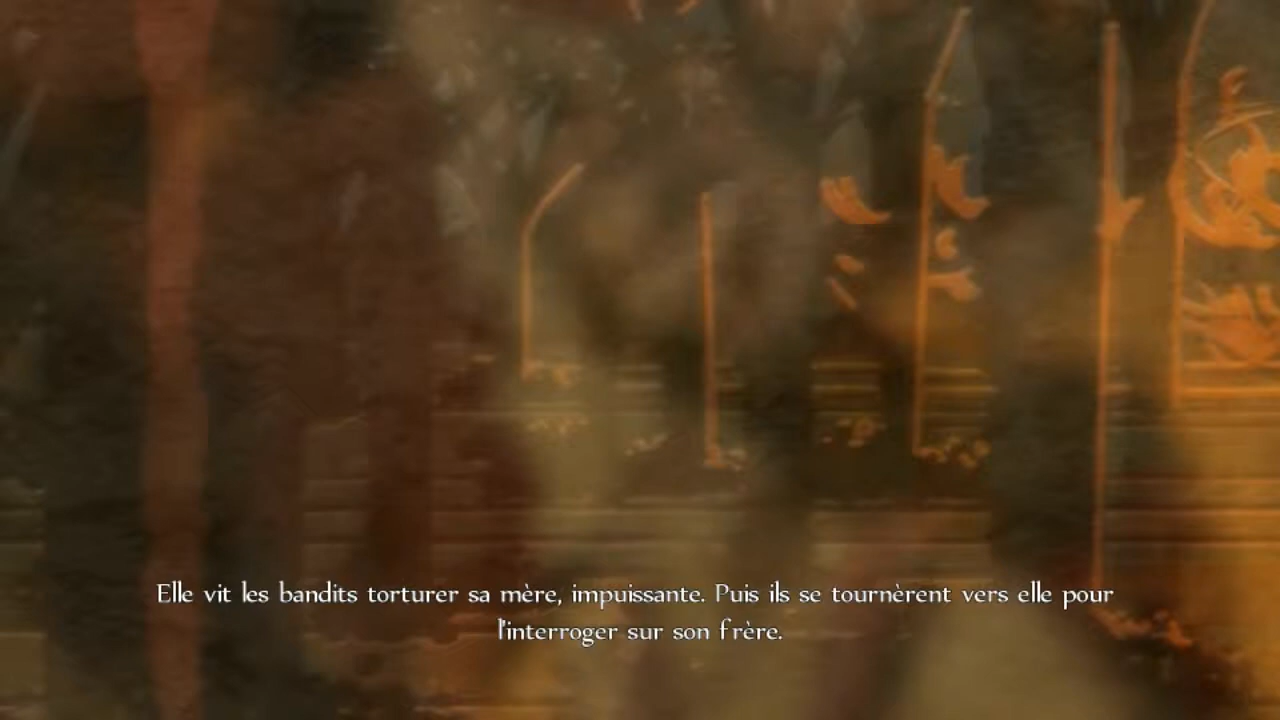 Elle vit les bandits torturer sa mère, impuissante. Puis ils se tournèrent vers elle pour
l'interroger sur son frère.